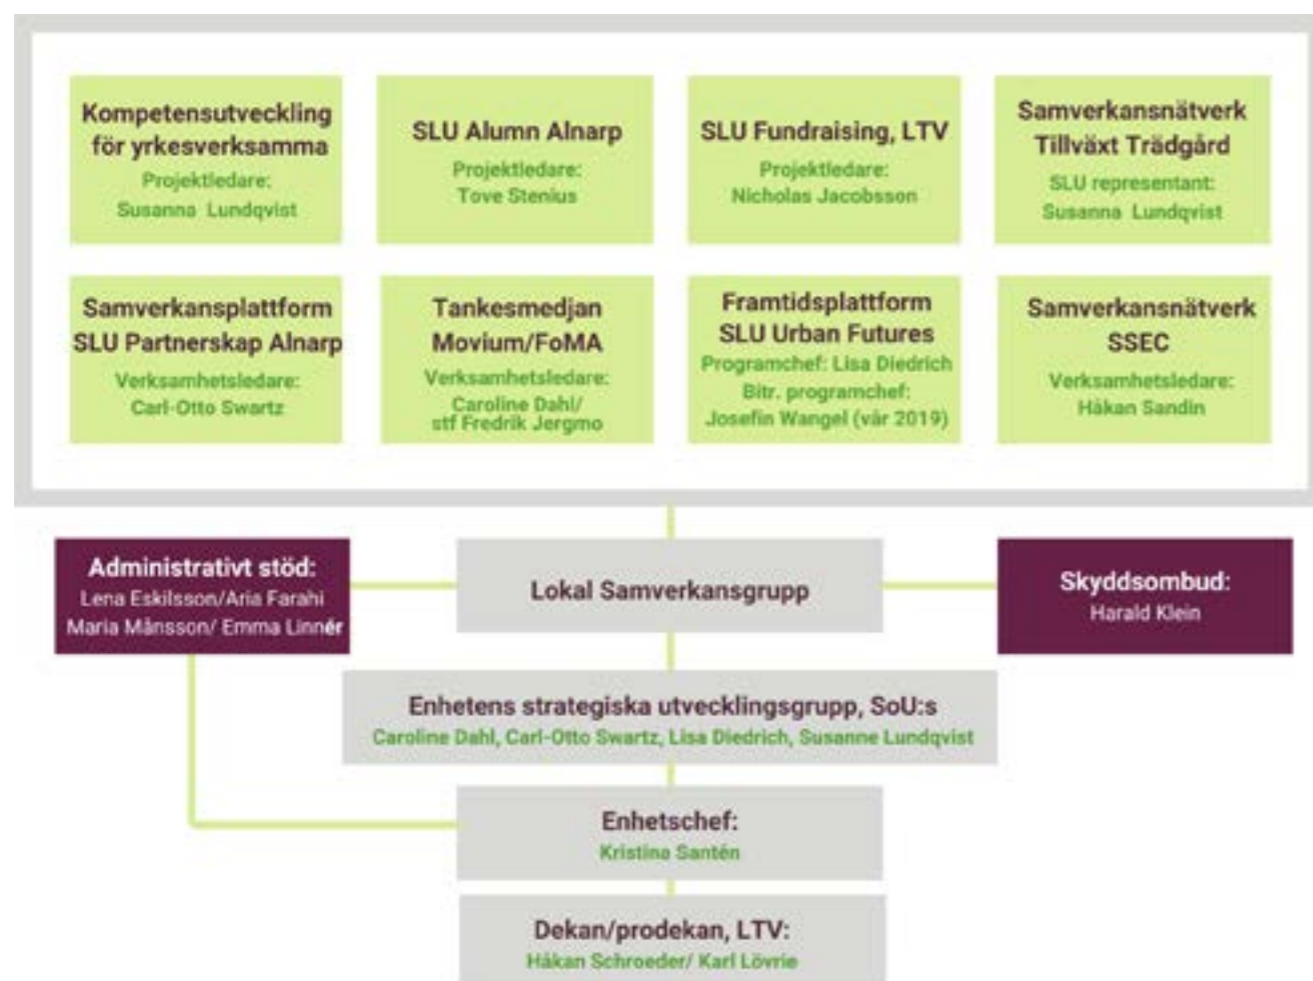 Kompetensutveckling
för yrkesverksamma
Projektledare:
Susanna Lundqvist
SLU Alumn Alnarp
Projektledare:
Tove Stenius
SLU Fundraising, LTV
Projektledare:
Nicholas Jacobsson
Samverkansnätverk
Tillväxt Trädgård
SLU representant:
Susanna Lundqvist
Samverkansplattform
SLU Partnerskap Alnarp
Verksamhetsledare:
Carl-Otto Swartz
Tankesmedjan
Movium/FoMA
Verksamhetsledare:
Caroline Dahl/
stf Fredrik Jergmo
Framtidsplattform
SLU Urban Futures
Programchef: Lisa Diedrich
Bitr. programchef:
Josefin Wangel (vår 2019)
Samverkansnätverk
SSEC
Verksamhetsledare:
Håkan Sandin
Administrativt stöd:
Lena Eskilsson/Aria Farahi
Maria Månsson/ Emma Linnér
Lokal Samverkansgrupp
Skyddsombud:
Harald Klein
Enhetens strategiska utvecklingsgrupp, SoU:s
Caroline Dahl, Carl-Otto Swartz, Lisa Diedrich, Susanne Lundqvist
Enhetschef:
Kristina Santén
Dekan/prodekan, LTV:
Håkan Schroeder/ Karl Lövrie